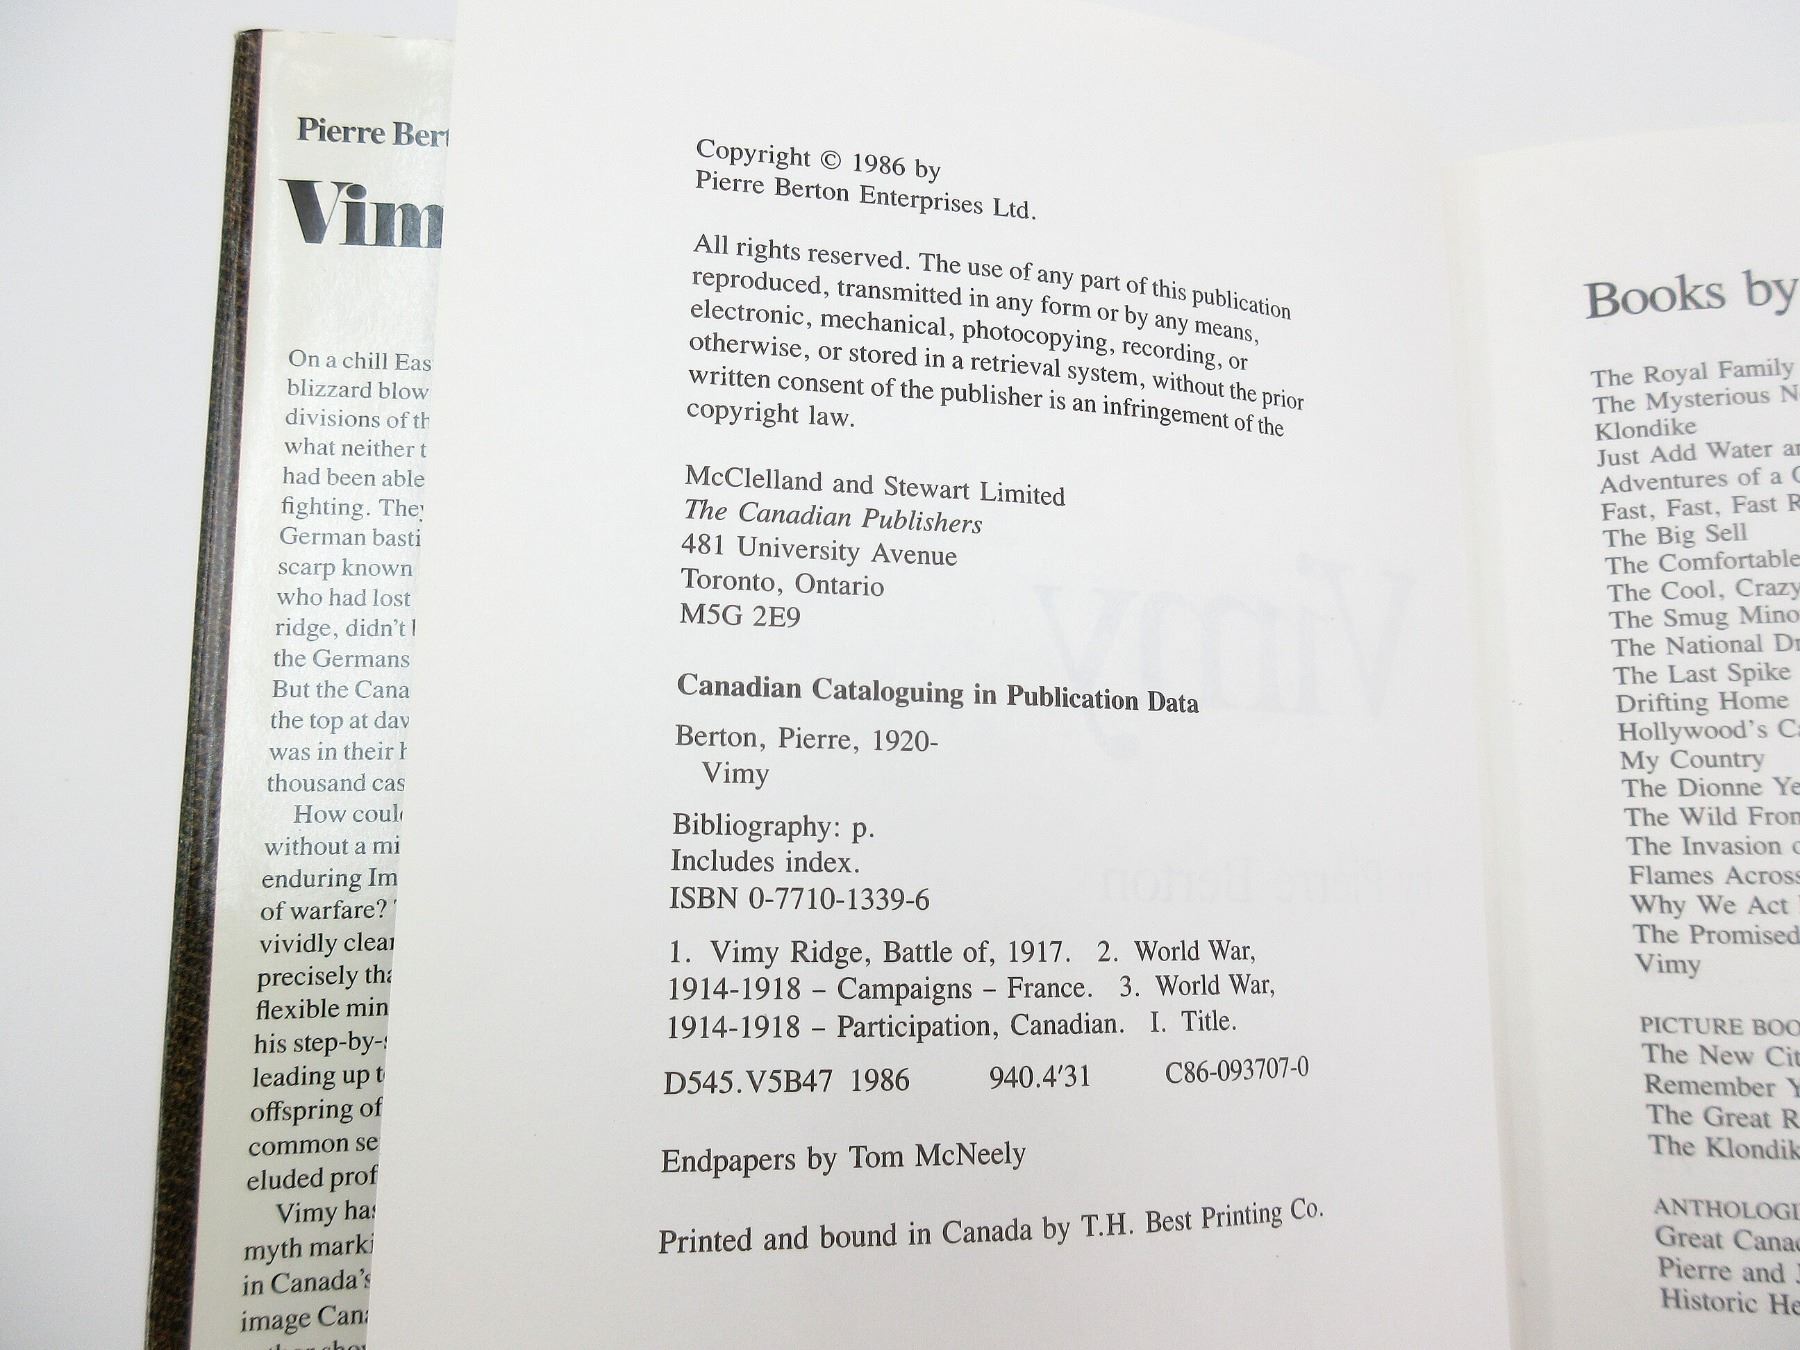 Pierre Bert
Vim
On a chill Eas
blizzard blow
divisions of th
what neither t
had been able
fighting. They
German basti
scarp known
who had lost
ridge, didn't
the Germans
But the Cana
the top at daw
was in their h
thousand cas
How coul
without a mi
enduring Im
of warfare?
vividly clear
precisely tha
flexible min
his step-by-s
leading up t
offspring of
common se
eluded prof
Vimy has
myth marki
in Canada's
image Cana
Copyright © 1986 by
Pierre Berton Enterprises Ltd.
All rights reserved. The use of any part of this publication
reproduced, transmitted in any form or by any means,
electronic, mechanical, photocopying, recording, or
otherwise, or stored in a retrieval system, without the prior
written consent of the publisher is an infringement of the
copyright law.
McClelland and Stewart Limited
The Canadian Publishers
481 University Avenue
Toronto, Ontario
M5G 2E9
Canadian Cataloguing in Publication Data
Berton, Pierre, 1920-
Vimy
Bibliography: p.
Includes index.
ISBN 0-7710-1339-6
1. Vimy Ridge, Battle of, 1917. 2. World War,
1914-1918 – Campaigns – France. 3. World War,
1914-1918 – Participation, Canadian. I. Title.
D545.V5B47 1986 940.4'31 C86-093707-0
Endpapers by Tom McNeely
Printed and bound in Canada by T.H. Best Printing Co.
Books by
The Royal Family
The Mysterious N
Klondike
Just Add Water an
Adventures of a C
Fast, Fast, Fast R
The Big Sell
The Comfortable
The Cool, Crazy
The Smug Mino
The National Dr
The Last Spike
Drifting Home
Hollywood's Ca
My Country
The Dionne Ye
The Wild Fron
The Invasion o
Flames Across
Why We Act
The Promised
Vimy
PICTURE BOO
The New Cit
Remember Y
The Great R
The Klondik
ANTHOLOGI
Great Canad
Pierre and J
Historic He